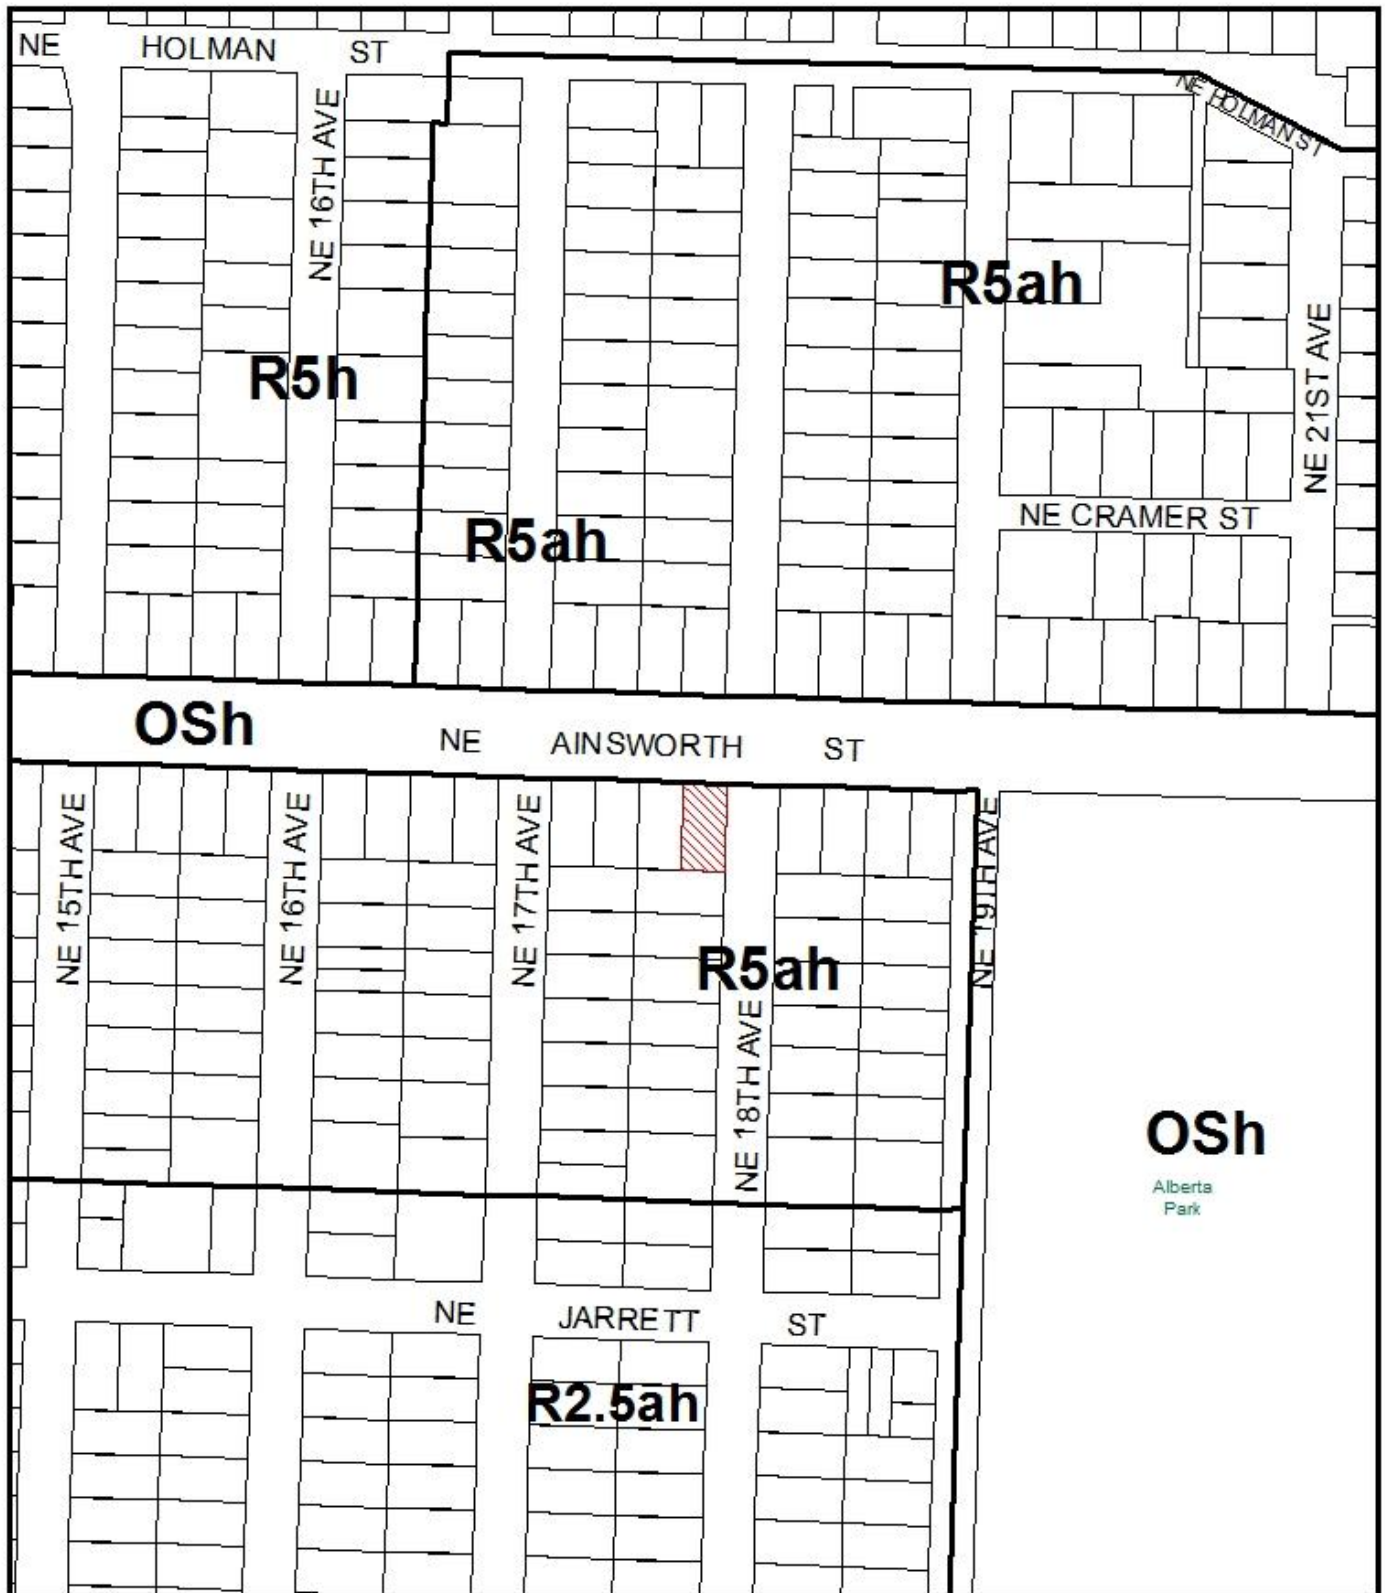 NE HOLMAN ST
NE HOLMAN ST
NE 16TH AVE
R5ah
R5h
NE 21ST AVE
NE CRAMER ST
R5ah
OSh
NE AINSWORTH ST
NE 15TH AVE
NE 16TH AVE
NE 17TH AVE
NE 19TH AVE
R5ah
NE 18TH AVE
OSh
Alberta
Park
NE JARRETT ST
R2.5ah